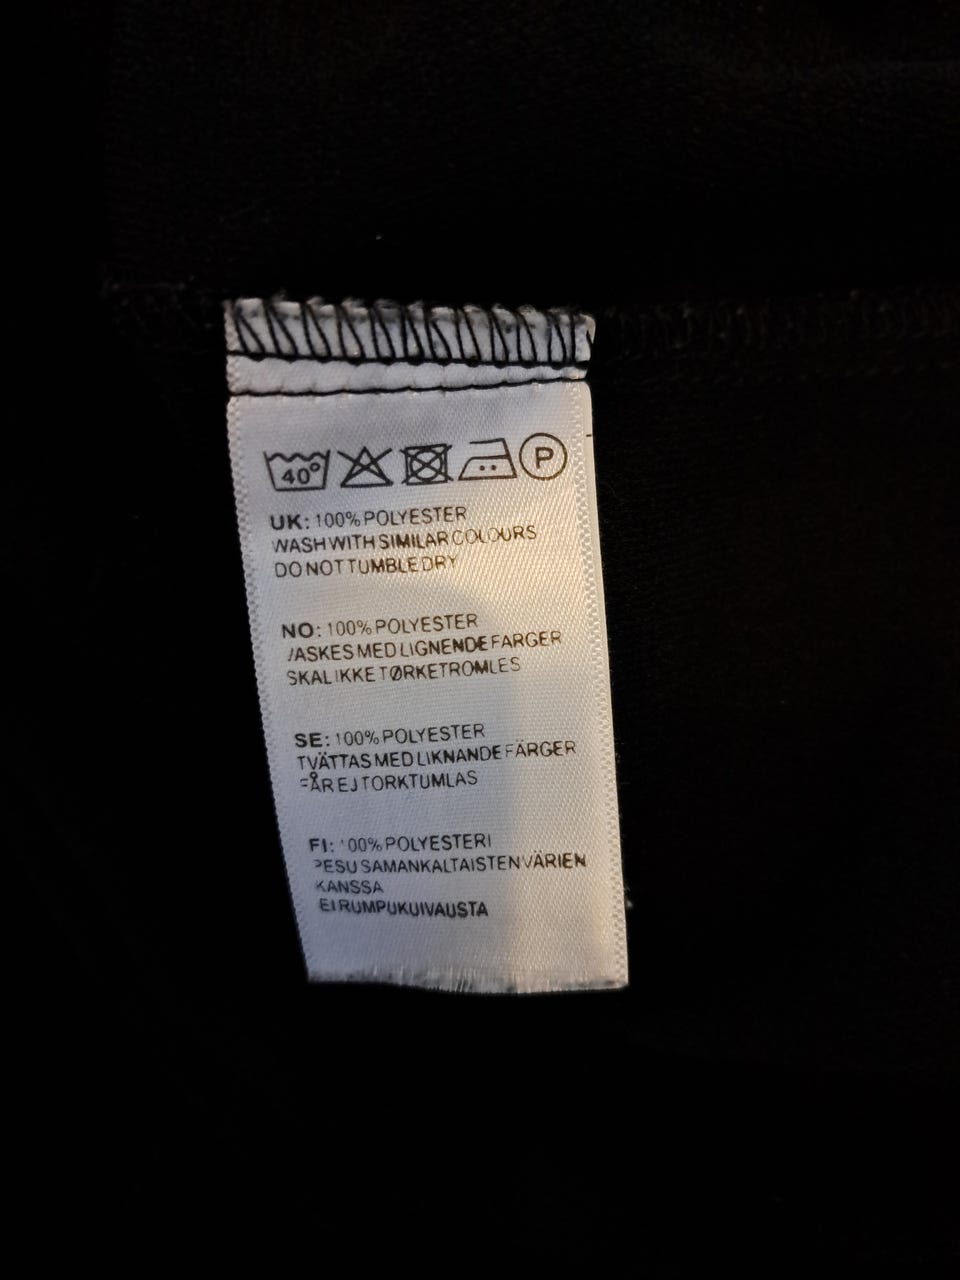 40°
P
UK: 100% POLYESTER
WASH WITH SIMILAR COLOURS
DO NOT TUMBLE DRY
NO: 100% POLYESTER
VASKES MED LIGNENDE FARGER
SKAL IKKE TØRKETROMLES
SE: 100% POLYESTER
TVÄTTAS MED LIKNANDE FÄRGER
FÅR EJ TORKTUMLAS
FI: 100% POLYESTERI
PESU SAMANKALTAISTEN VÄRIEN
KANSSA
EI RUMPUKUIVAUSTA